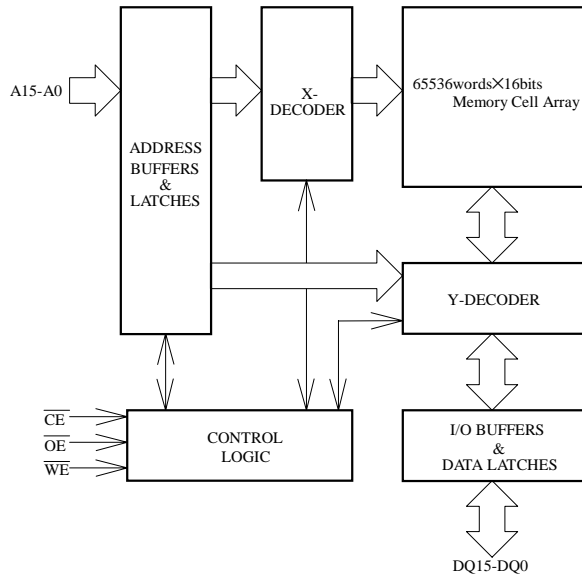 A15-A0
ADDRESS
BUFFERS
&
LATCHES
X-
DECODER
65536words×16bits
Memory Cell Array
Y-DECODER
CE
OE
WE
CONTROL
LOGIC
I/O BUFFERS
&
DATA LATCHES
DQ15-DQ0